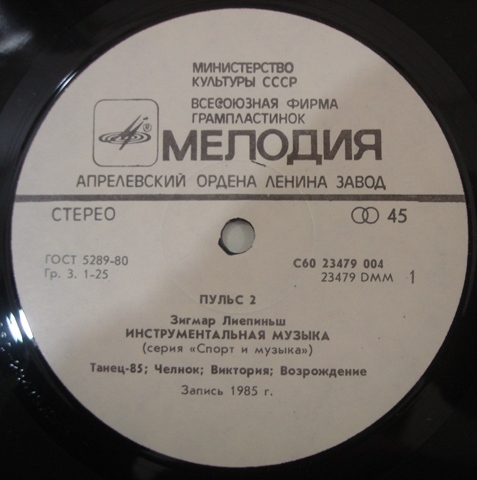 МИНИСТЕРСТВО
КУЛЬТУРЫ СССР
ВСЕСОЮЗНАЯ ФИРМА
ГРАМПЛАСТИНОК
® МЕЛОДИЯ
АПРЕЛЕВСКИЙ ОРДЕНА ЛЕНИНА ЗАВОД
СТЕРЕО 45
ГОСТ 5289-80 С60 23479 004
Гр. 3. 1-25 23479 DMM 1
ПУЛЬС 2
Зигмар Лиепиньш
ИНСТРУМЕНТАЛЬНАЯ МУЗЫКА
(серия «Спорт и музыка»)
Танец-85; Челнок; Виктория; Возрождение
Запись 1985 г.